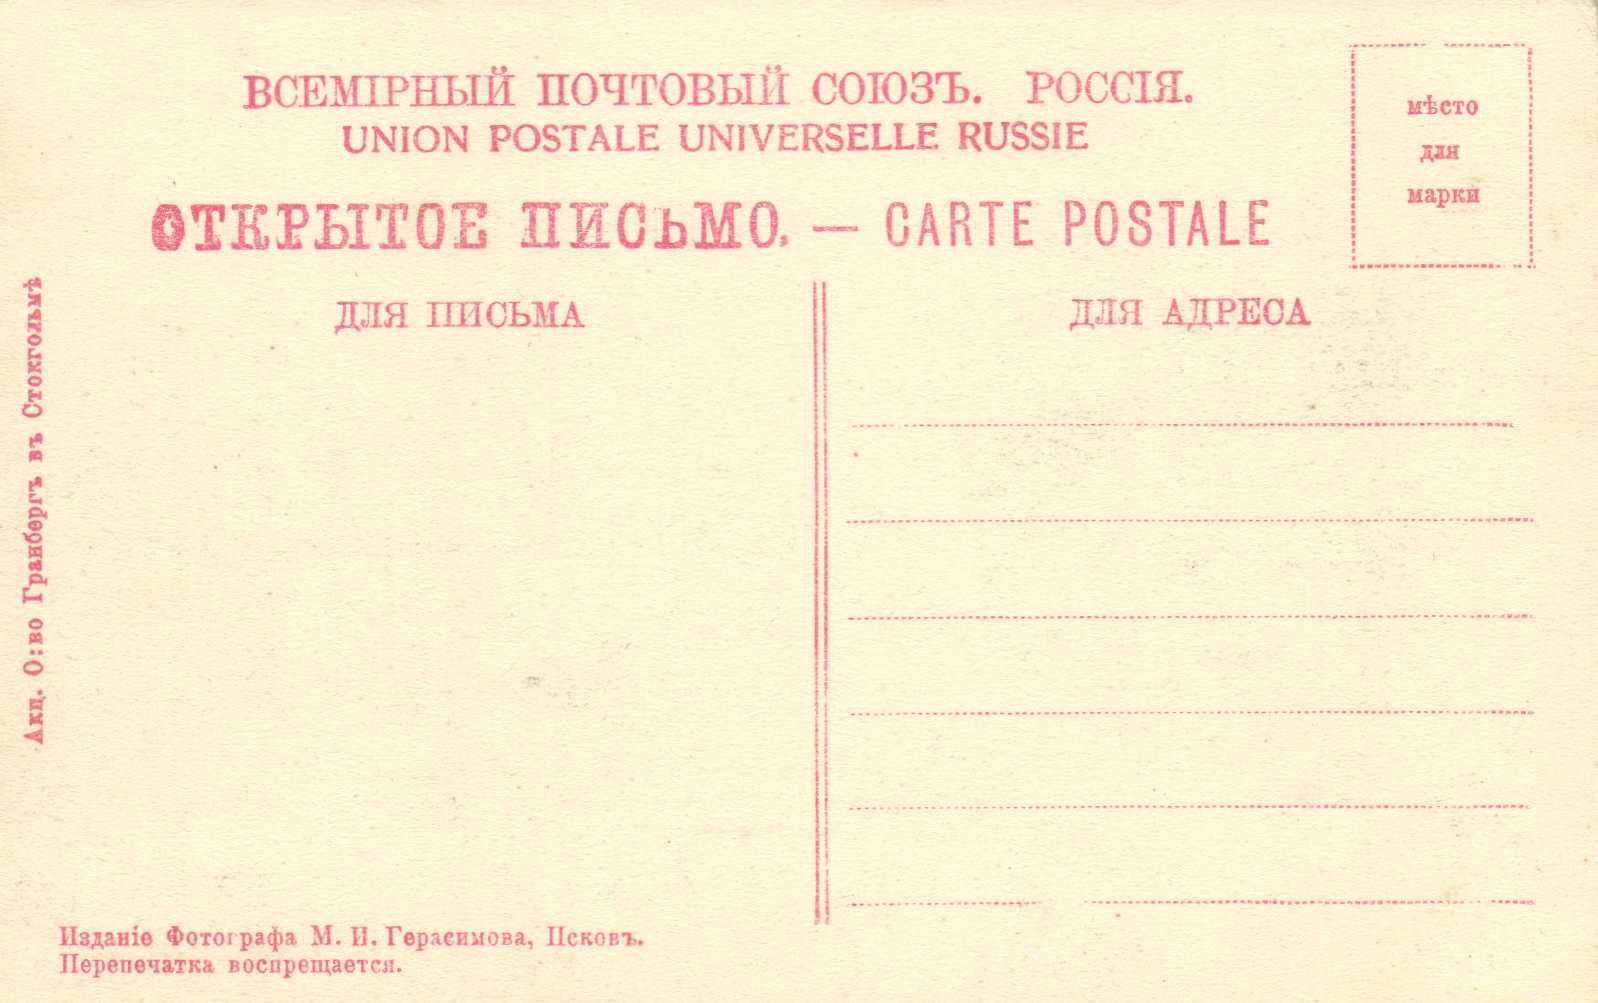 ВСЕМІРНЫЙ ПОЧТОВЫЙ СОЮЗЪ. РОССІЯ.
UNION POSTALE UNIVERSELLE RUSSIE
ОТКРЫТОЕ ПИСЬМО. — CARTE POSTALE
мѣсто
для
марки
ДЛЯ ПИСЬМА
ДЛЯ АДРЕСА
Акц. О:во Гранбергъ въ Стокгольмѣ
Изданіе Фотографа М. И. Герасимова, Псковъ.
Перепечатка воспрещается.